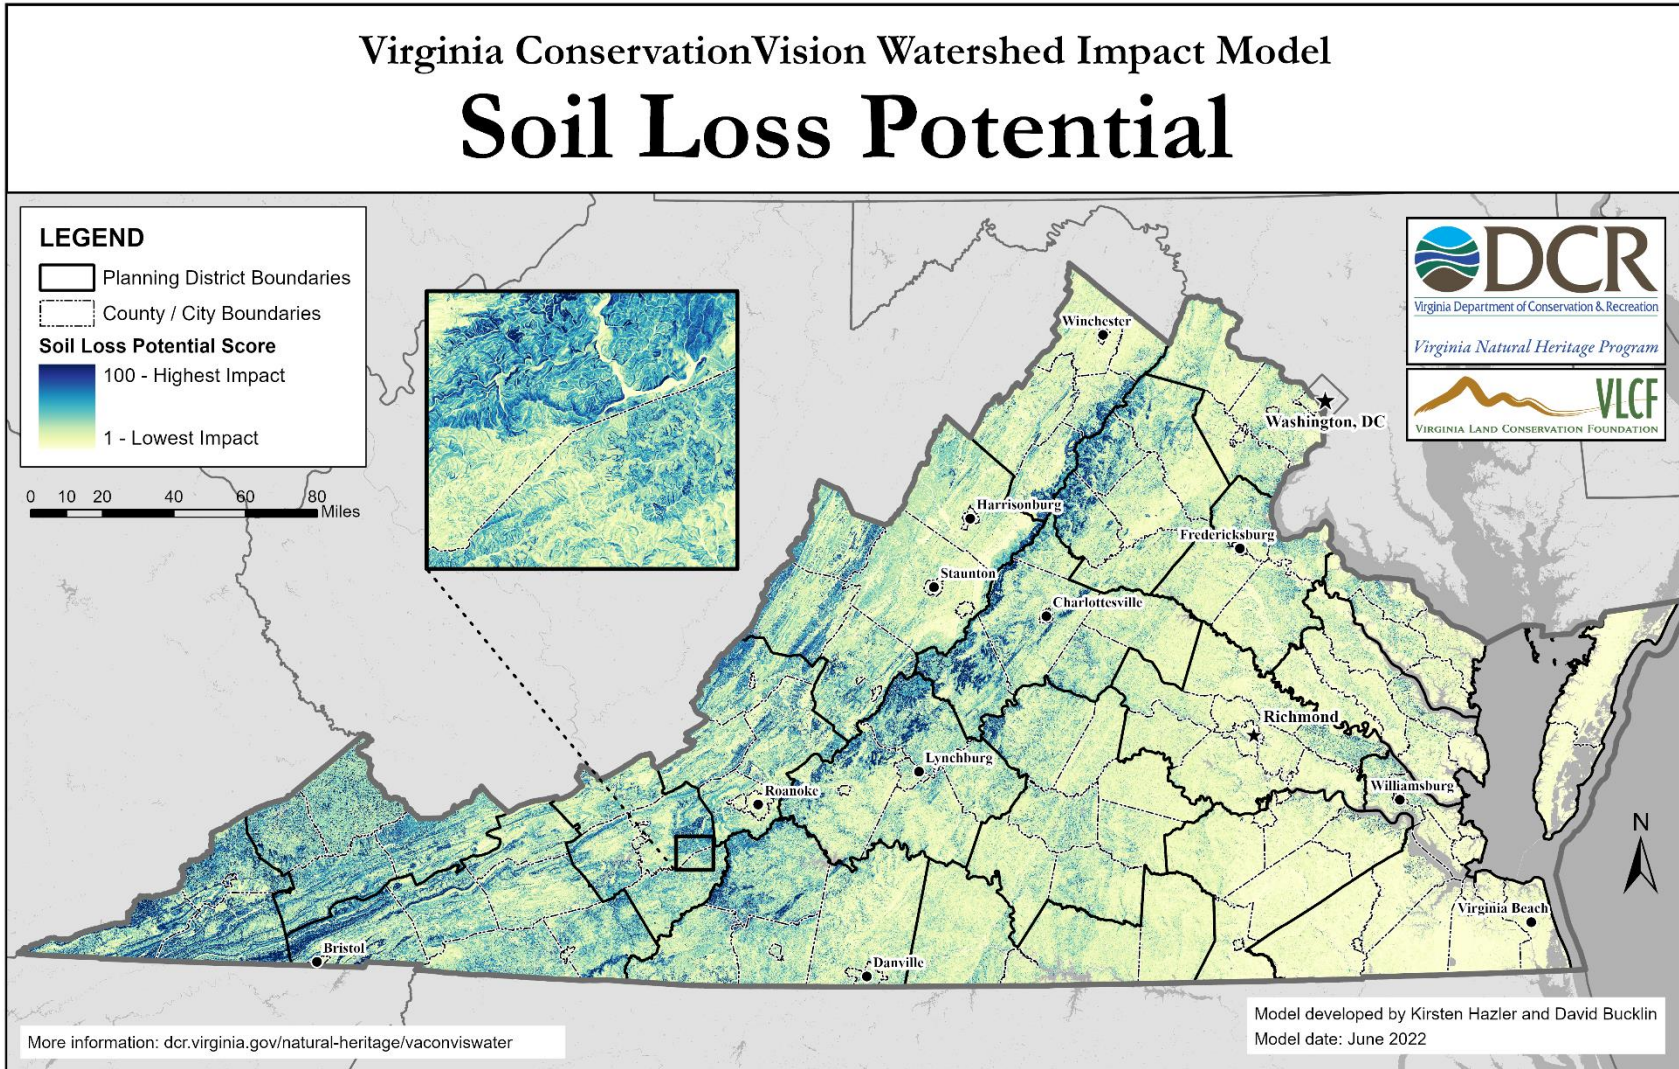 Virginia ConservationVision Watershed Impact Model
Soil Loss Potential
LEGEND
Planning District Boundaries
County / City Boundaries
Soil Loss Potential Score
100 - Highest Impact
1 - Lowest Impact
0 10 20 40 60 80
Miles
DCR
Virginia Department of Conservation & Recreation
Virginia Natural Heritage Program
VLCF
VIRGINIA LAND CONSERVATION FOUNDATION
Winchester
Washington, DC
Harrisonburg
Fredericksburg
Staunton
Charlottesville
Richmond
Lynchburg
Williamsburg
Roanoke
N
Virginia Beach
Bristol
Danville
More information: dcr.virginia.gov/natural-heritage/vaconviswater
Model developed by Kirsten Hazler and David Bucklin
Model date: June 2022